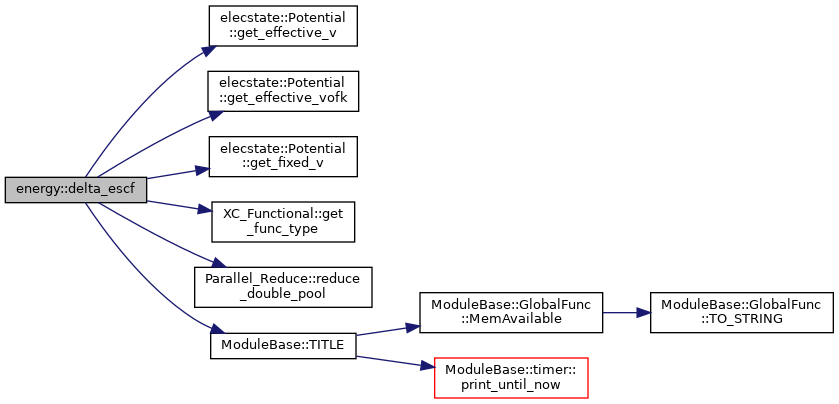 elecstate::Potential
::get_effective_v
elecstate::Potential
::get_effective_vofk
elecstate::Potential
::get_fixed_v
energy::delta_escf
XC_Functional::get
_func_type
Parallel_Reduce::reduce
_double_pool
ModuleBase::TITLE
ModuleBase::GlobalFunc
::MemAvailable
ModuleBase::GlobalFunc
::TO_STRING
ModuleBase::timer::
print_until_now